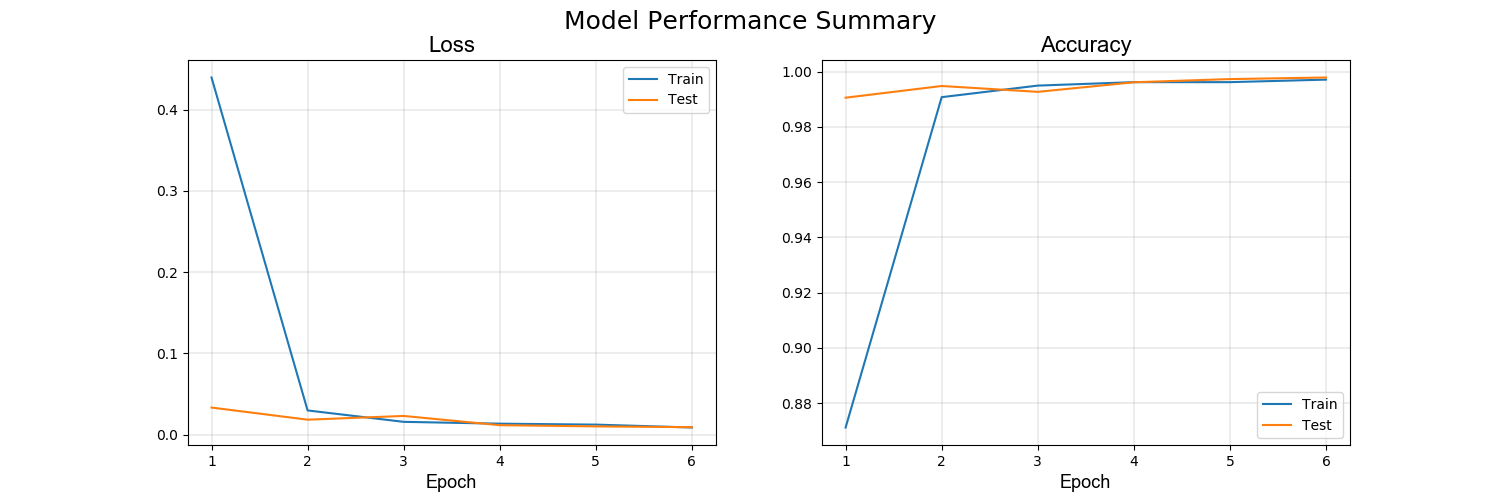 Model Performance Summary
Loss
Train
Test
0.4
0.3
0.2
0.1
0.0
1 2 3 4 5 6
Epoch
Accuracy
1.00
0.98
0.96
0.94
0.92
0.90
0.88
Train
Test
1 2 3 4 5 6
Epoch